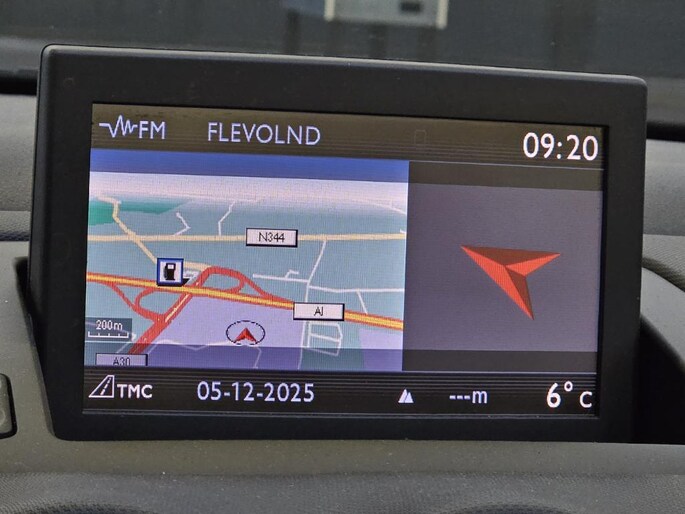 FM FLEVOLND 09:20
N344
A1
200m
A30
TMC 05-12-2025 ---m 6° C